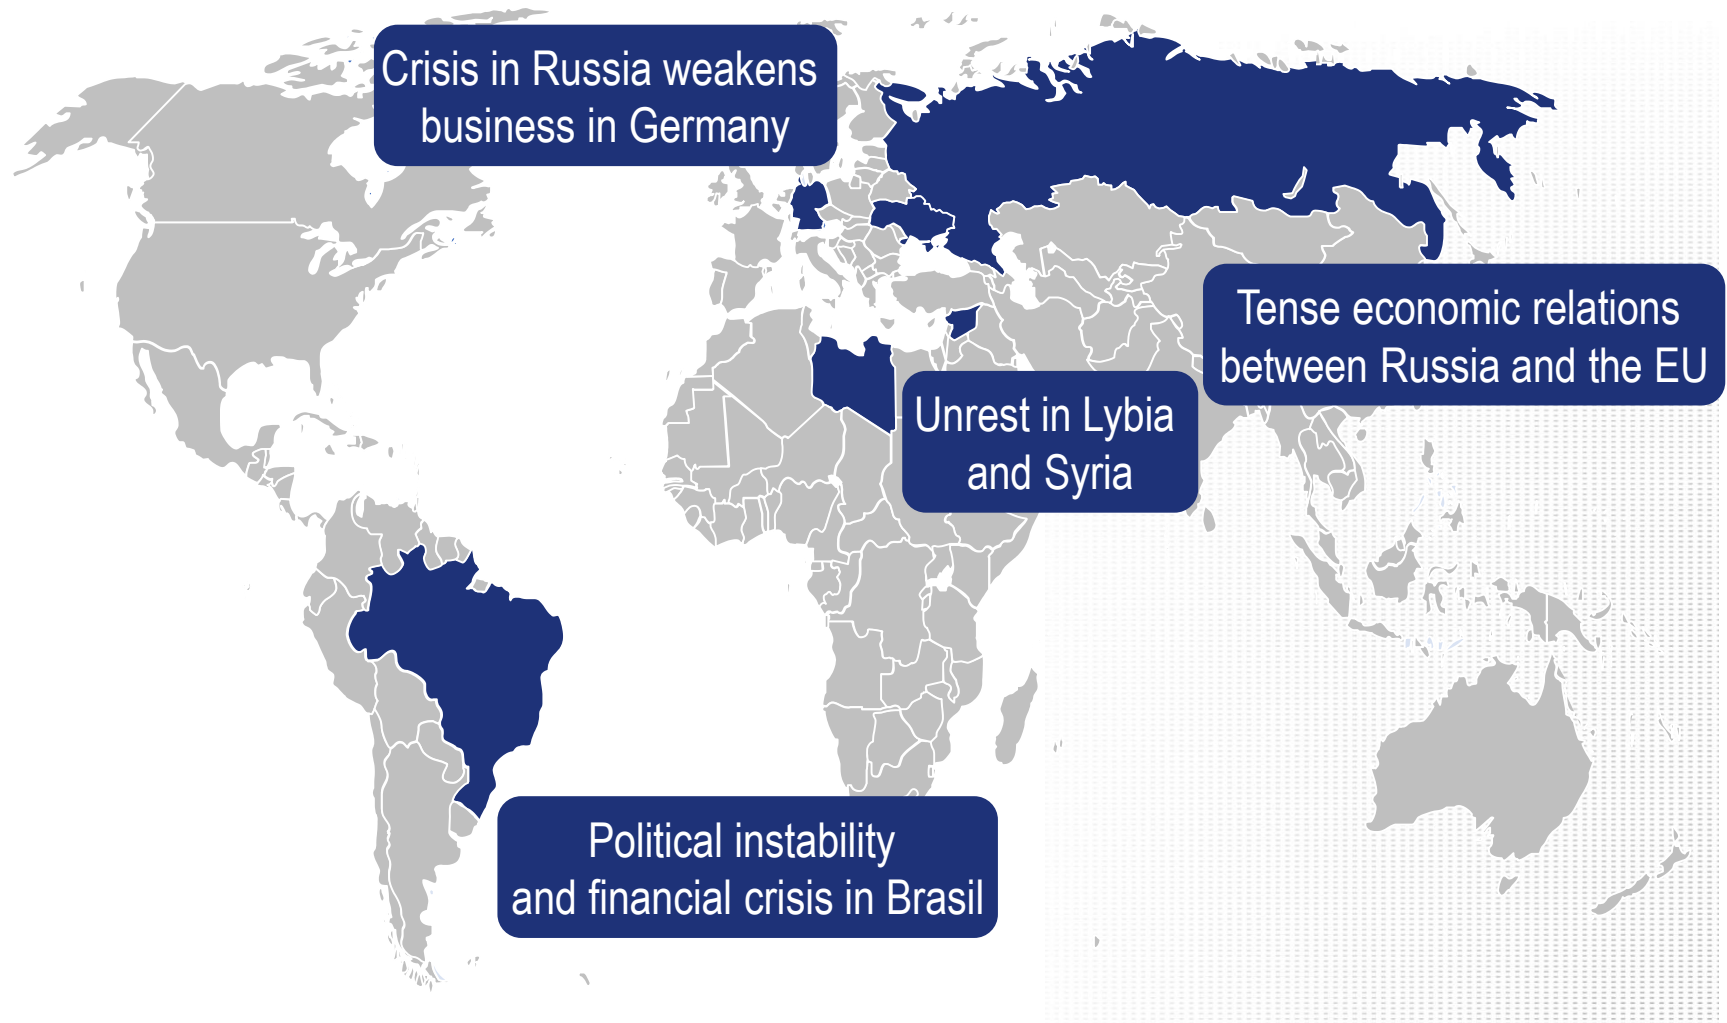 Crisis in Russia weakens
business in Germany
Tense economic relations
between Russia and the EU
Unrest in Lybia
and Syria
Political instability
and financial crisis in Brasil